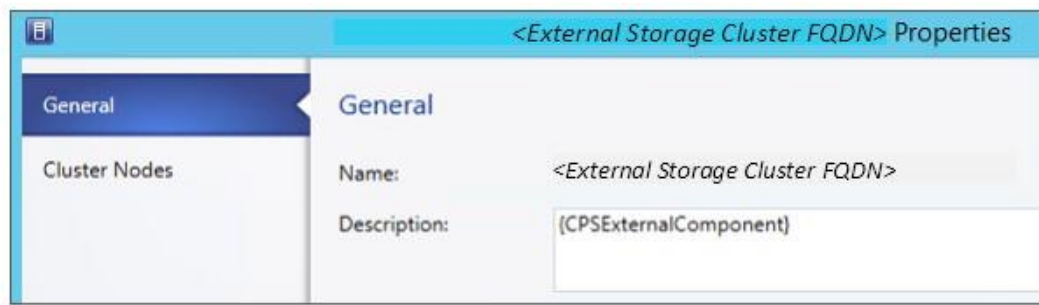 <External Storage Cluster FQDN> Properties
General
General
Cluster Nodes
Name: <External Storage Cluster FQDN>
Description: {CPSExternalComponent}